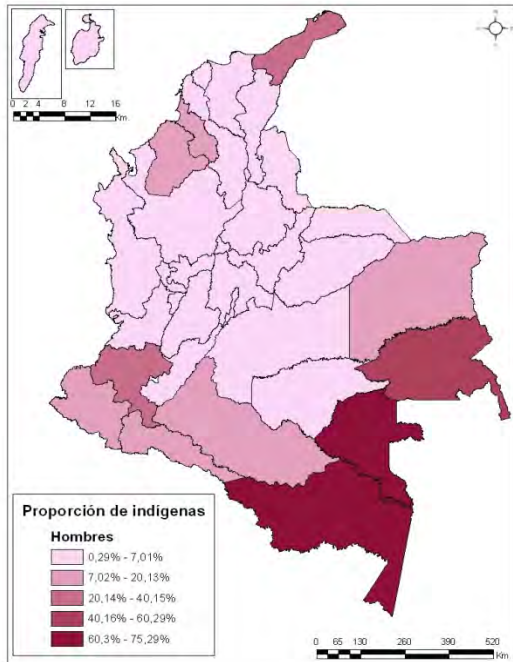 0 2 4 8 12 16
Km.
Proporción de indígenas
Hombres
0,29% - 7,01%
7,02% - 20,13%
20,14% - 40,15%
40,16% - 60,29%
60,3% - 75,29%
0 65 130 260 390 520
Km.